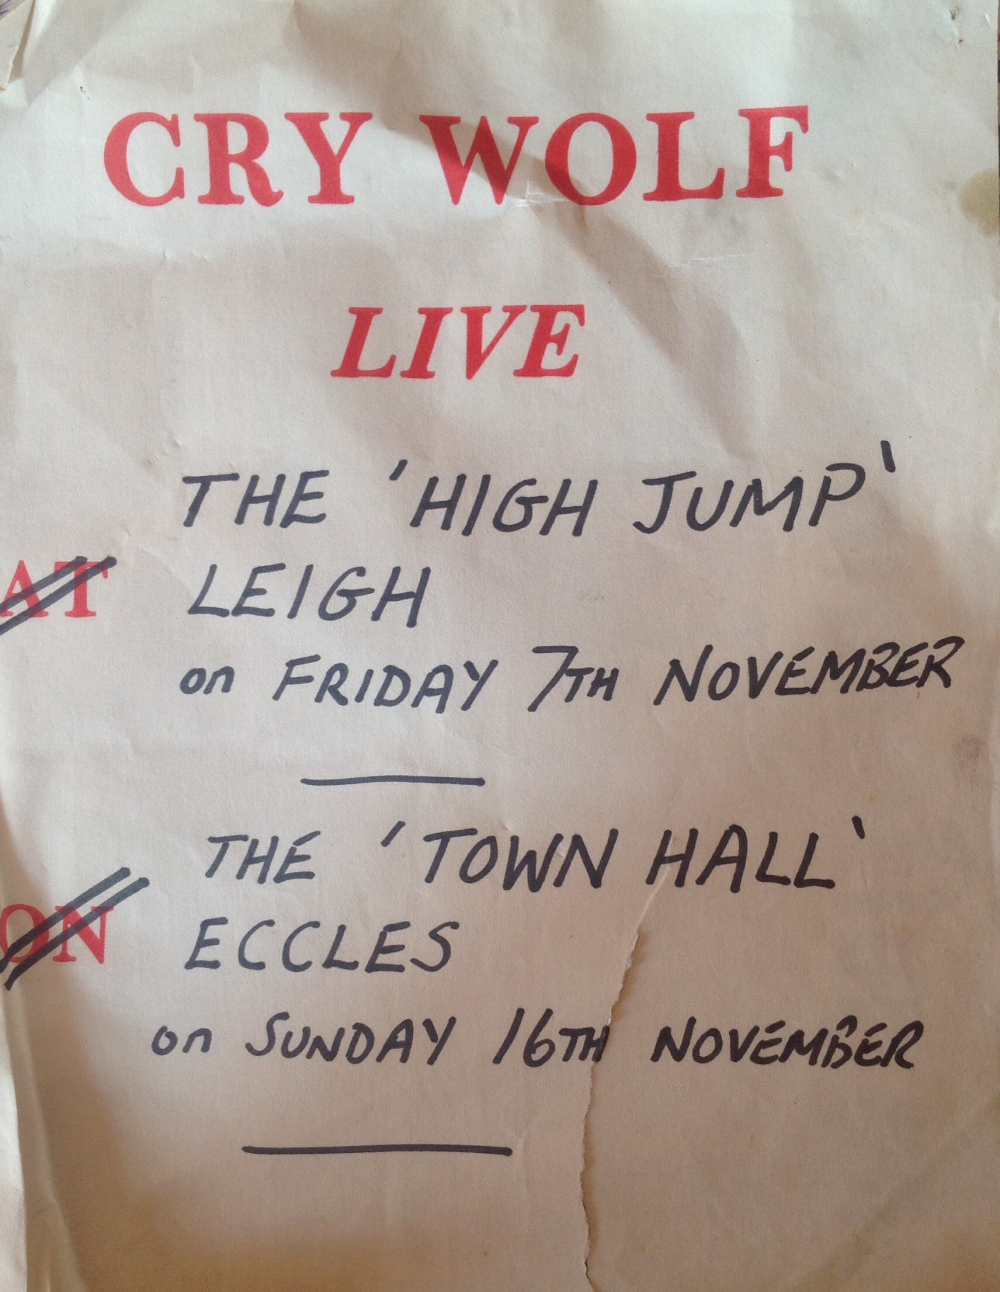 CRY WOLF
LIVE
THE 'HIGH JUMP'
AT LEIGH
on FRIDAY 7TH NOVEMBER
THE 'TOWN HALL'
ON ECCLES
on SUNDAY 16TH NOVEMBER